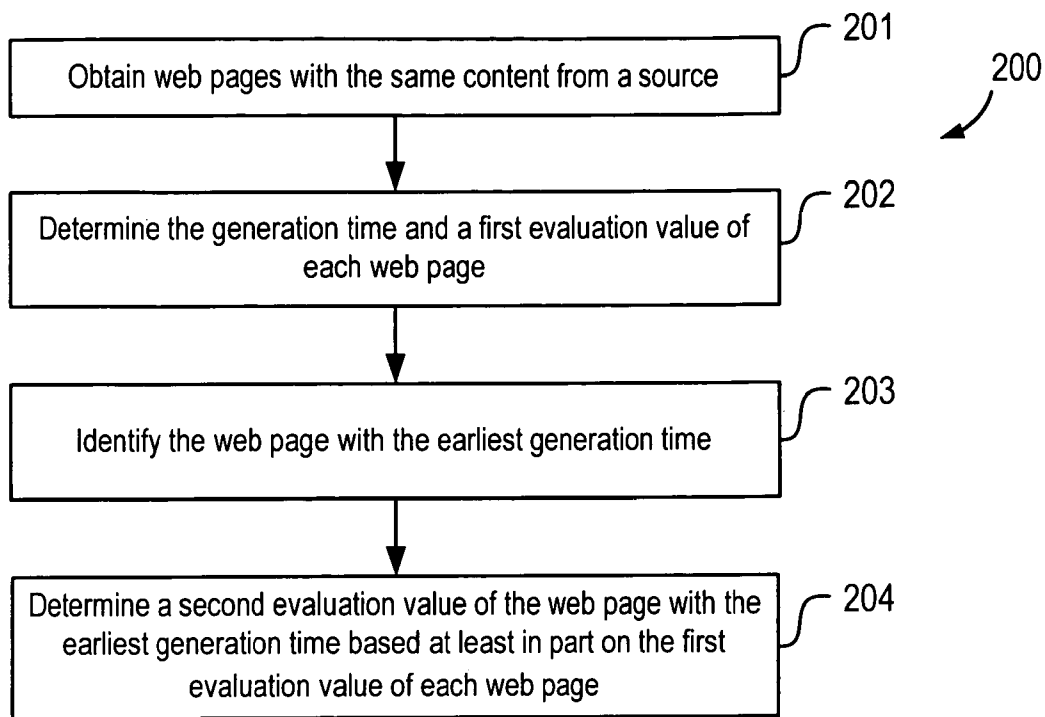 201
Obtain web pages with the same content from a source
200
202
Determine the generation time and a first evaluation value of
each web page
203
Identify the web page with the earliest generation time
204
Determine a second evaluation value of the web page with the
earliest generation time based at least in part on the first
evaluation value of each web page